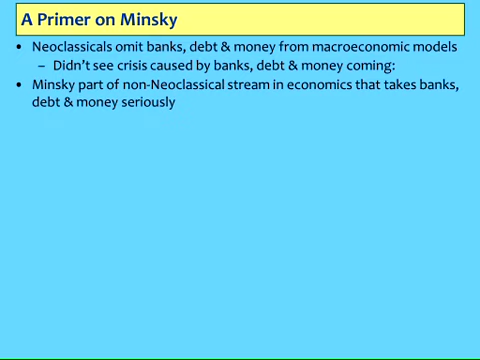 A Primer on Minsky
• Neoclassicals omit banks, debt & money from macroeconomic models
– Didn't see crisis caused by banks, debt & money coming:
• Minsky part of non-Neoclassical stream in economics that takes banks,
debt & money seriously